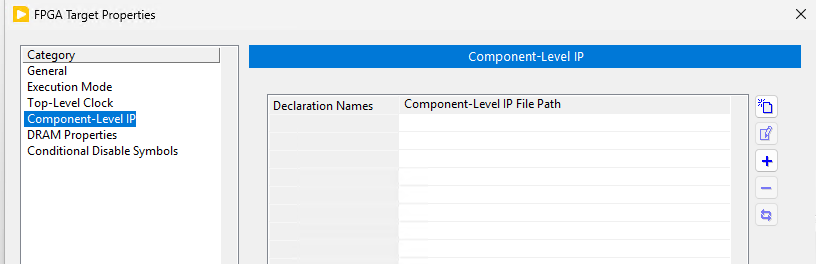 FPGA Target Properties
Category
General
Execution Mode
Top-Level Clock
Component-Level IP
DRAM Properties
Conditional Disable Symbols
Component-Level IP
Declaration Names Component-Level IP File Path